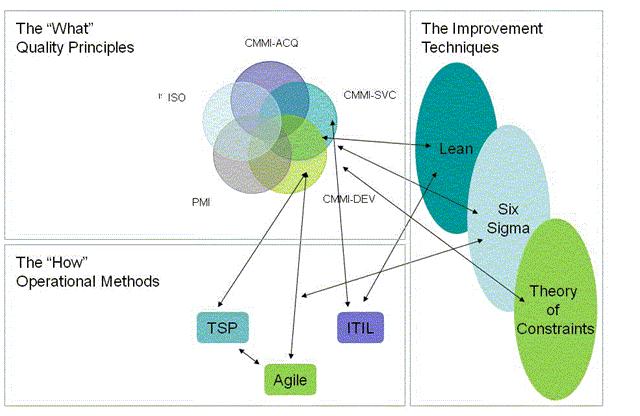 The "What"
Quality Principles
CMMI-ACQ
ISO
CMMI-SVC
PMI
CMMI-DEV
The Improvement
Techniques
Lean
Six
Sigma
Theory
of
Constraints
The "How"
Operational Methods
TSP
ITIL
Agile